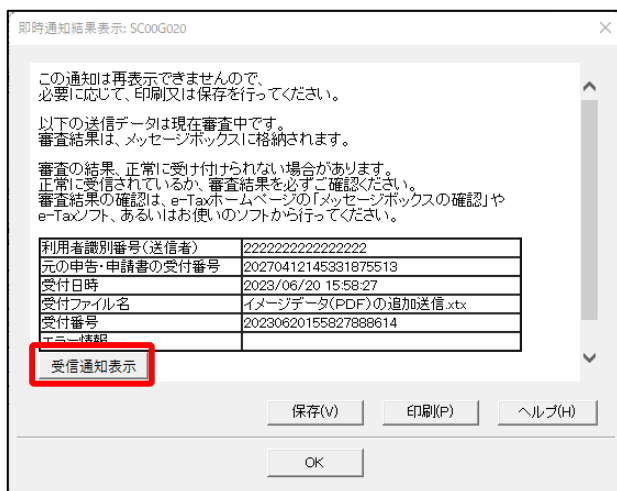 即時通知結果表示: SC00G020
この通知は再表示できませんので、
必要に応じて、印刷又は保存を行ってください。
以下の送信データは現在審査中です。
審査結果は、メッセージボックスに格納されます。
審査の結果、正常に受け付けられない場合があります。
正常に受信されているか、審査結果を必ずご確認ください。
審査結果の確認は、e-Taxホームページの「メッセージボックスの確認」や
e-Taxソフト、あるいはお使いのソフトから行ってください。
利用者識別番号(送信者) 2222222222222222
元の申告・申請書の受付番号 20270412145331875513
受付日時 2023/06/20 15:58:27
受付ファイル名 イメージデータ(PDF)の追加送信.xtx
受付番号 20230620155827888614
エラー情報
受信通知表示
保存(V) 印刷(P) ヘルプ(H)
OK